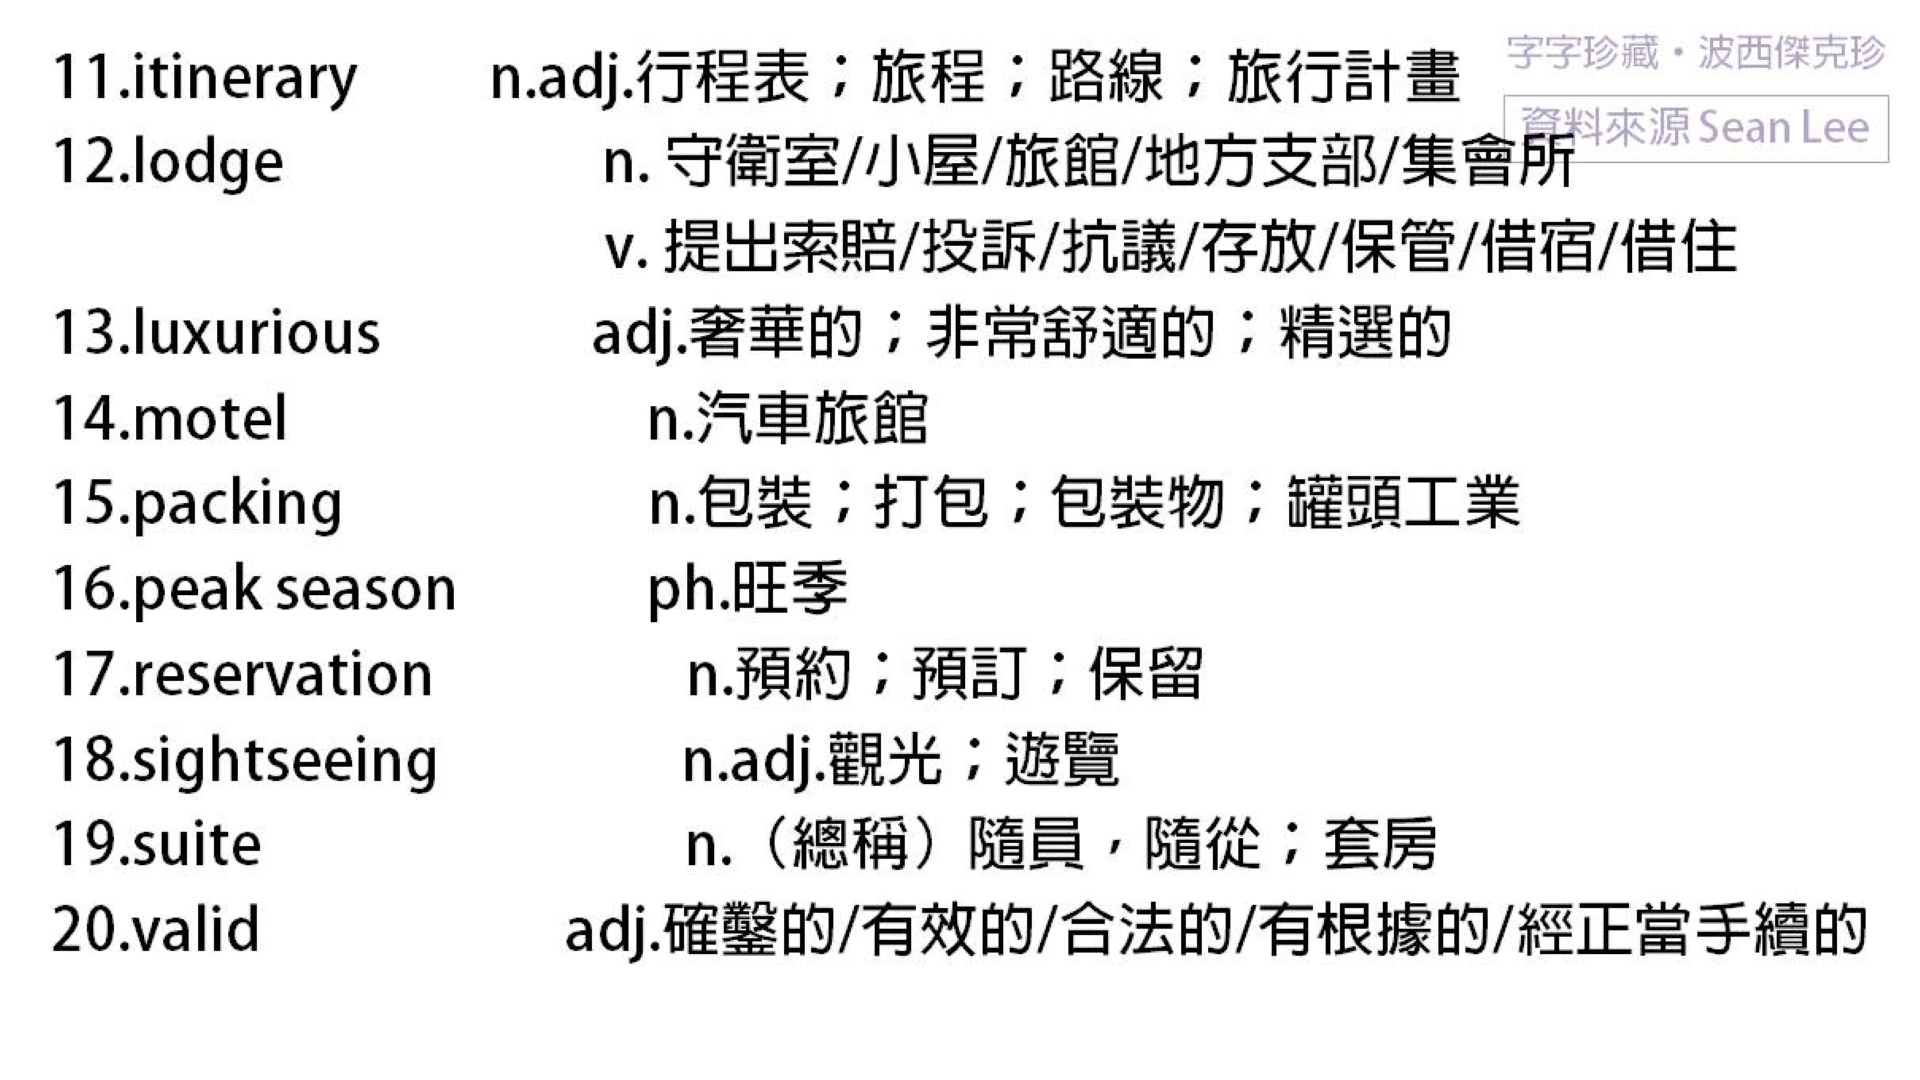 字字珍藏・波西傑克珍
資料來源 Sean Lee
11.itinerary n.adj.行程表；旅程；路線；旅行計畫
12.lodge n. 守衛室/小屋/旅館/地方支部/集會所
v. 提出索賠/投訴/抗議/存放/保管/借宿/借住
13.luxurious adj.奢華的；非常舒適的；精選的
14.motel n.汽車旅館
15.packing n.包裝；打包；包裝物；罐頭工業
16.peak season ph.旺季
17.reservation n.預約；預訂；保留
18.sightseeing n.adj.觀光；遊覽
19.suite n.（總稱）隨員，隨從；套房
20.valid adj.確鑿的/有效的/合法的/有根據的/經正當手續的